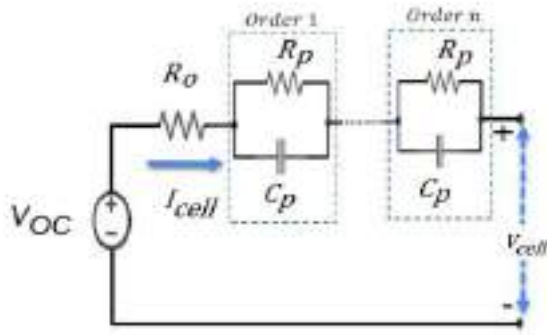 Order 1
Order n
R_p
R_p
R_o
+
I_cell
C_p
C_p
+
-
V_OC
v_cell
-